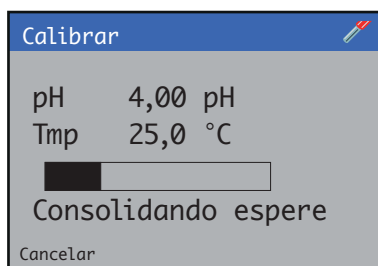 Calibrar
pH 4,00 pH
Tmp 25,0 °C
Consolidando espere
Cancelar